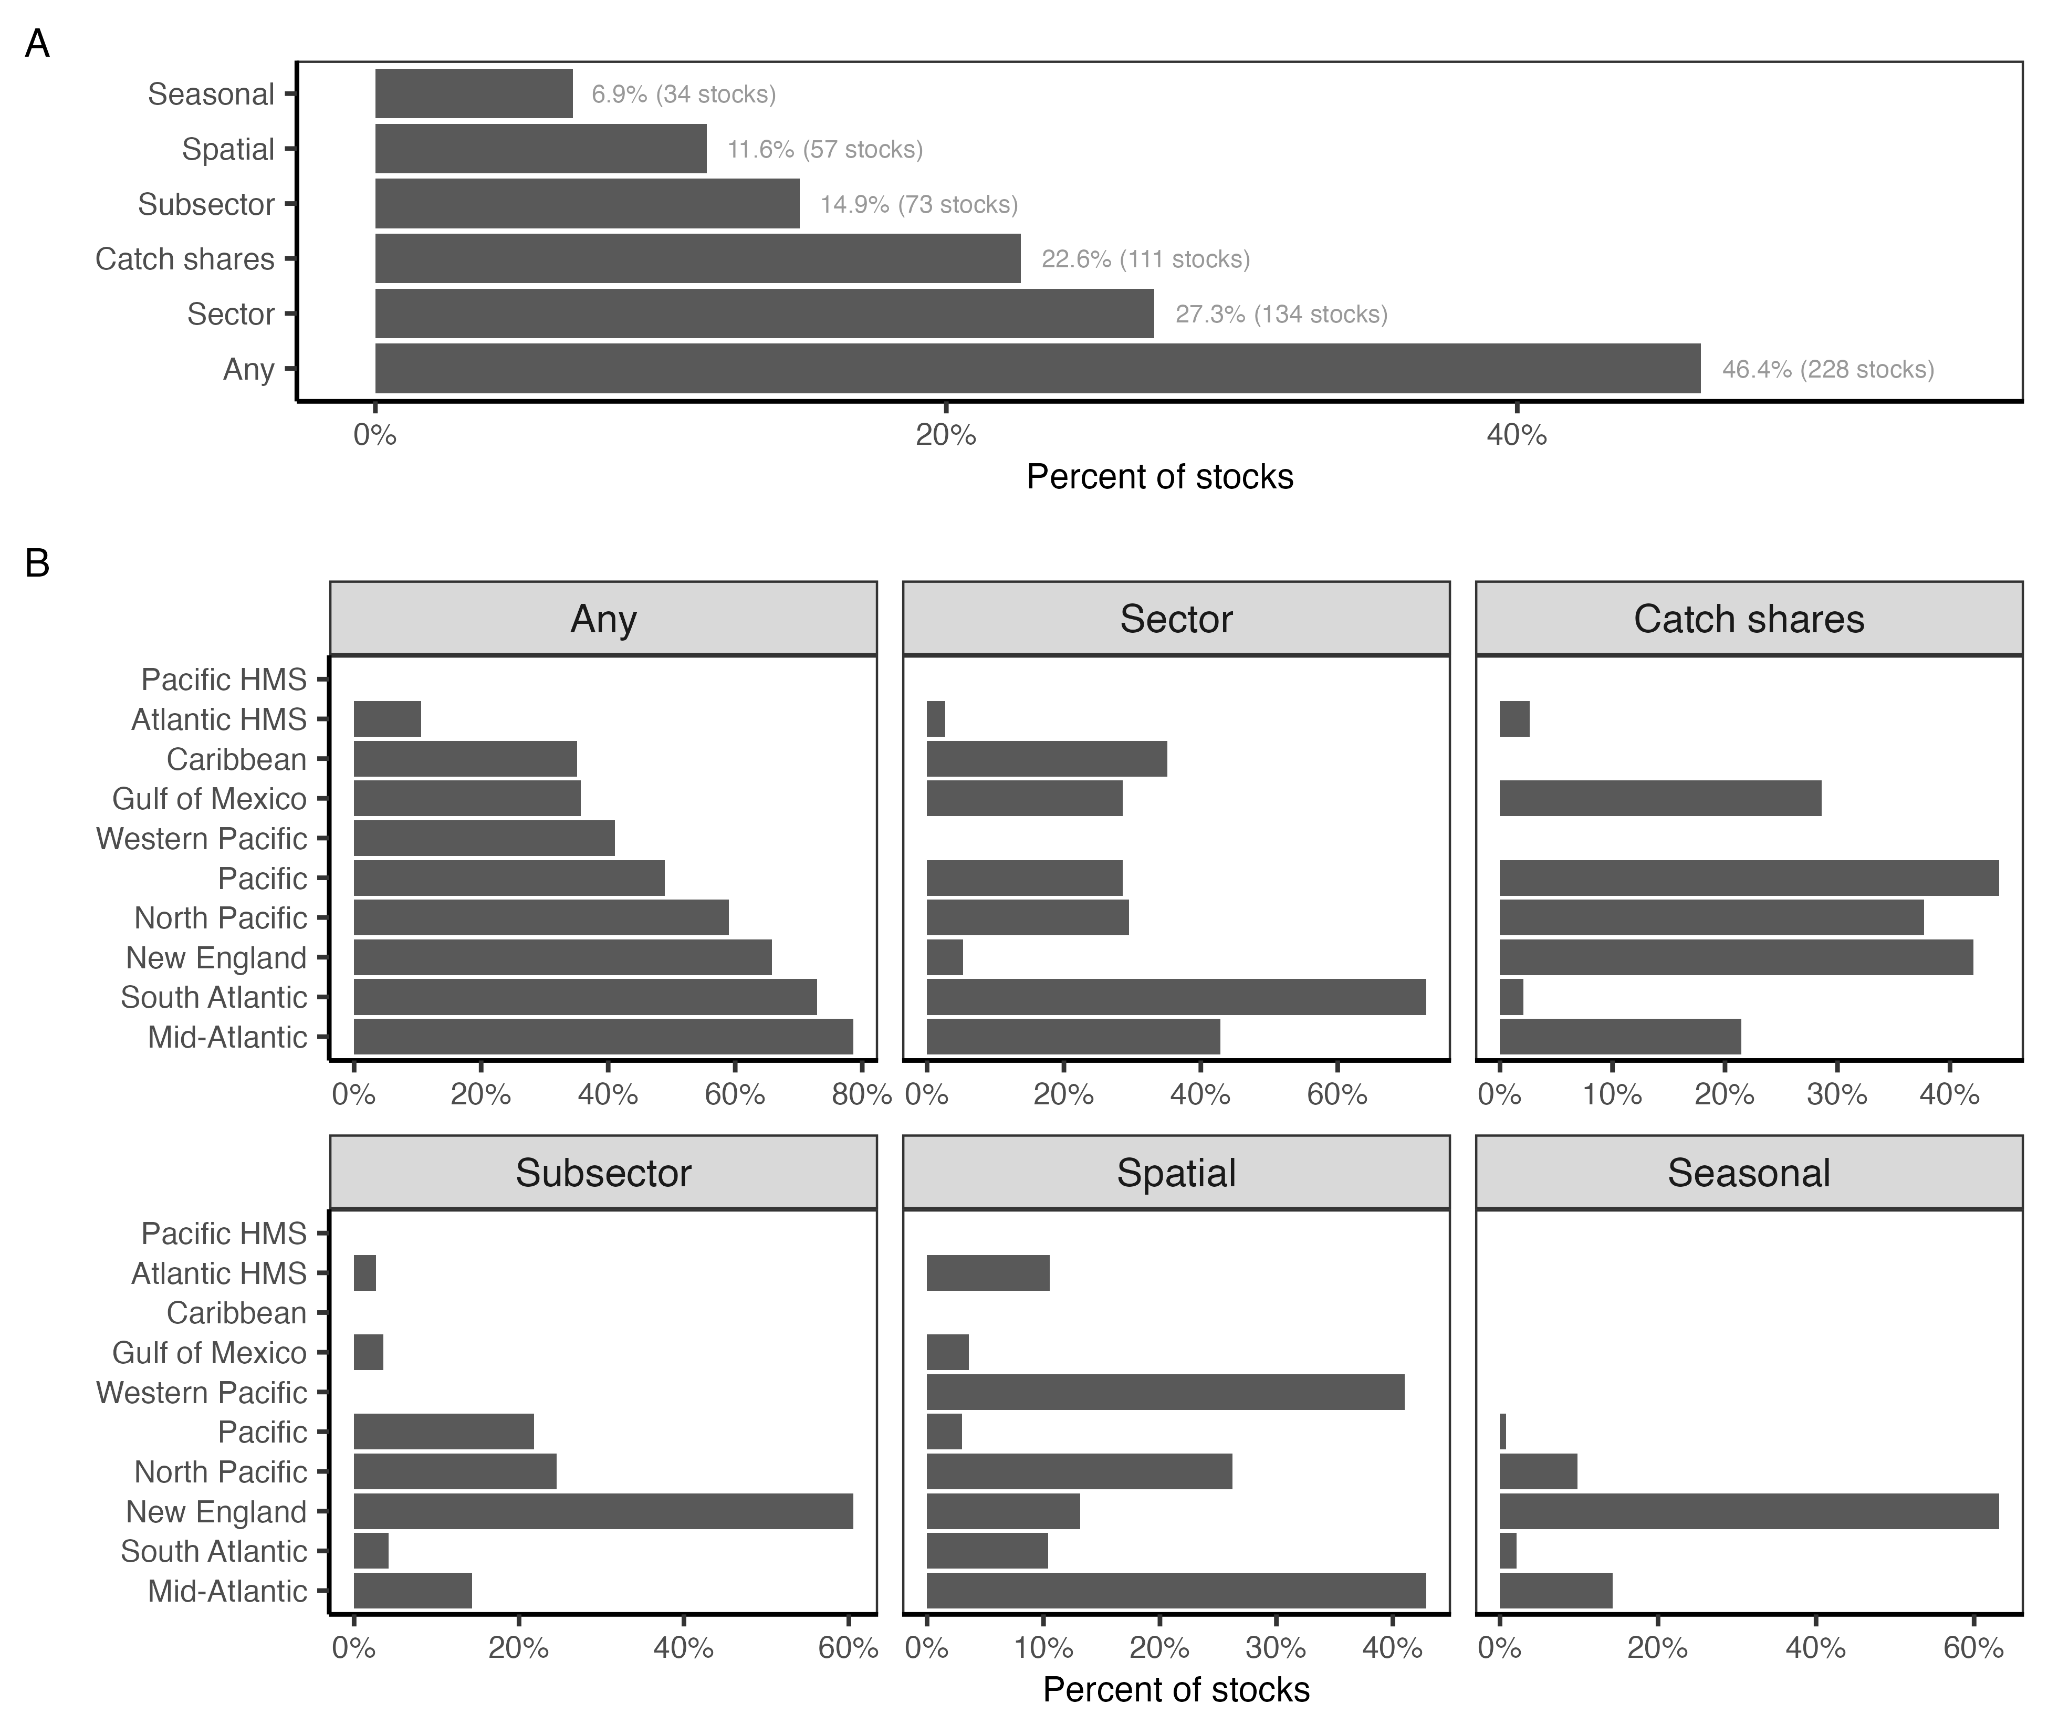 A
Seasonal
6.9% (34 stocks)
Spatial
11.6% (57 stocks)
Subsector
14.9% (73 stocks)
Catch shares
22.6% (111 stocks)
Sector
27.3% (134 stocks)
Any
46.4% (228 stocks)
0% 20% 40%
Percent of stocks
B
Any Sector Catch shares
Pacific HMS
Atlantic HMS
Caribbean
Gulf of Mexico
Western Pacific
Pacific
North Pacific
New England
South Atlantic
Mid-Atlantic
0% 20% 40% 60% 80% 0% 20% 40% 60% 0% 10% 20% 30% 40%
Subsector Spatial Seasonal
Pacific HMS
Atlantic HMS
Caribbean
Gulf of Mexico
Western Pacific
Pacific
North Pacific
New England
South Atlantic
Mid-Atlantic
0% 20% 40% 60% 0% 10% 20% 30% 40% 0% 20% 40% 60%
Percent of stocks